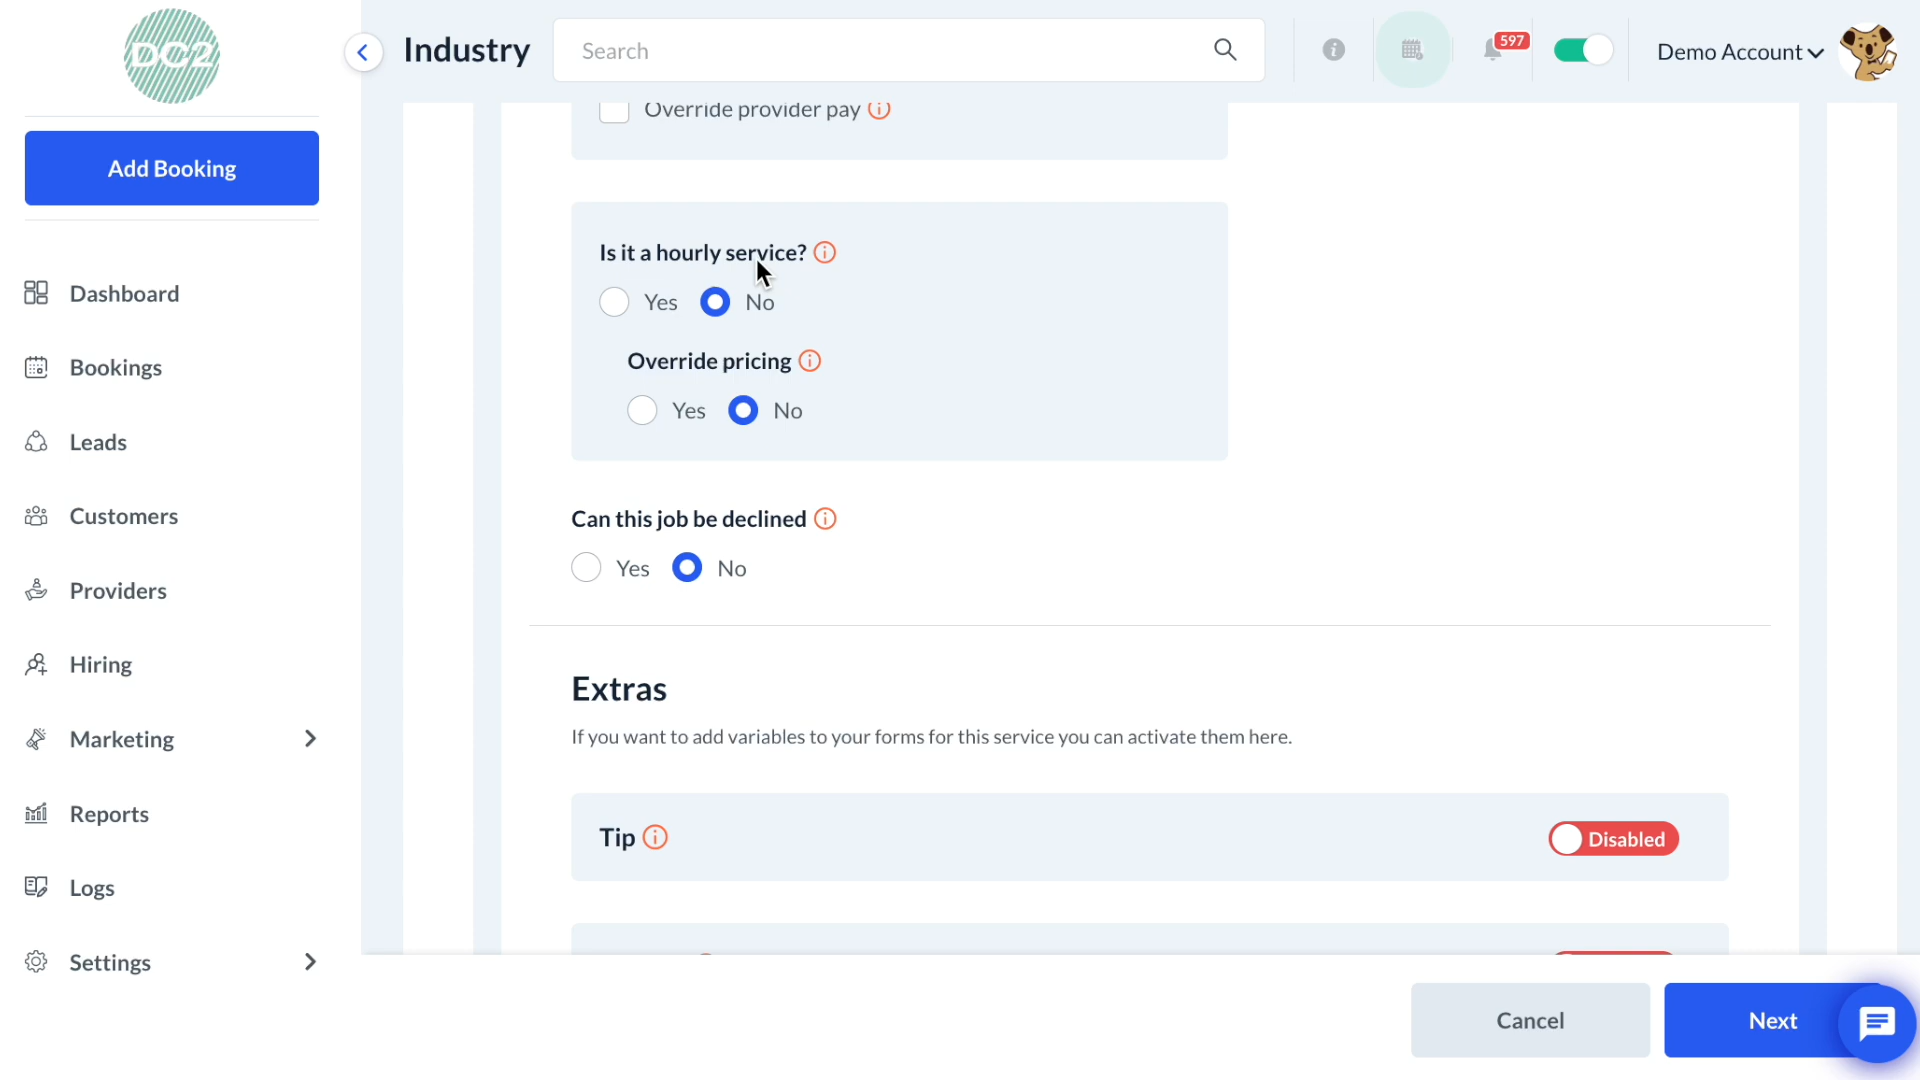 DC2
Industry
Search
597
Demo Account
Add Booking
Dashboard
Bookings
Leads
Customers
Providers
Hiring
Marketing
Reports
Logs
Settings
Override provider pay
Is it a hourly service?
Yes No
Override pricing
Yes No
Can this job be declined
Yes No
Extras
If you want to add variables to your forms for this service you can activate them here.
Tip Disabled
Cancel Next